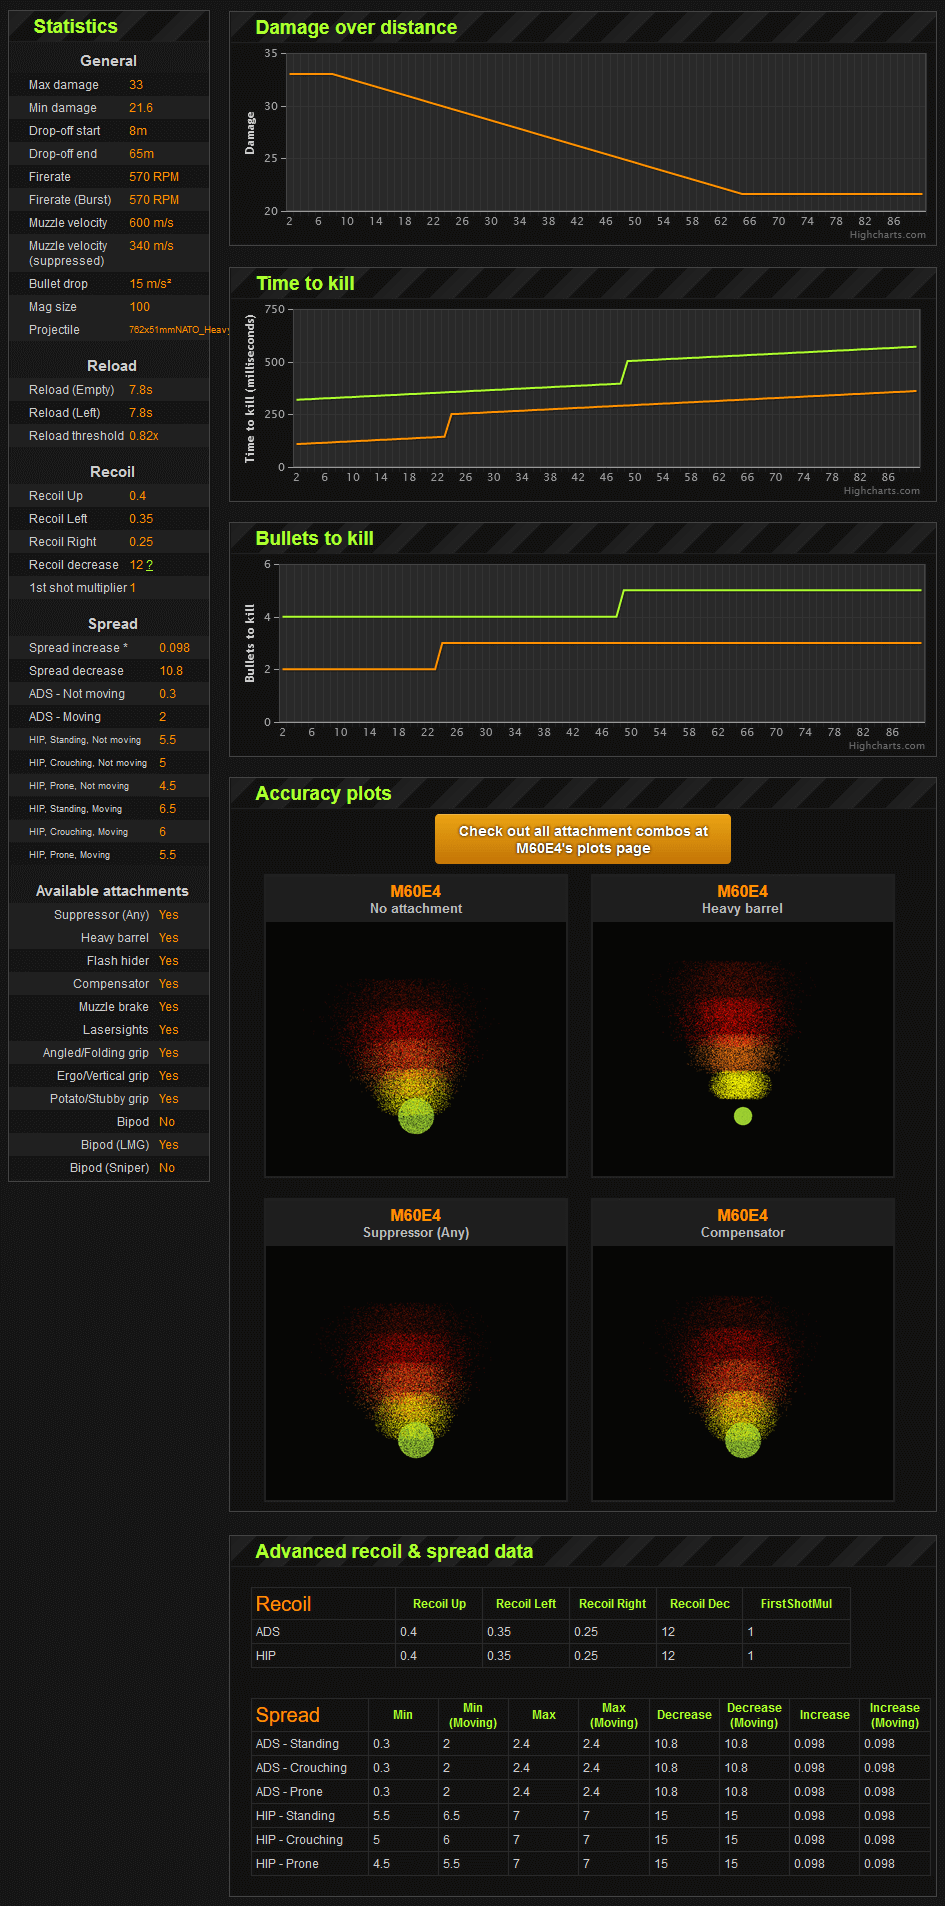 Statistics
General
Max damage 33
Min damage 21.6
Drop-off start 8m
Drop-off end 65m
Firerate 570 RPM
Firerate (Burst) 570 RPM
Muzzle velocity 600 m/s
Muzzle velocity 340 m/s
(suppressed)
Bullet drop 15 m/s²
Mag size 100
Projectile 762x51mmNATO_Heavy
Reload
Reload (Empty) 7.8s
Reload (Left) 7.8s
Reload threshold 0.82x
Recoil
Recoil Up 0.4
Recoil Left 0.35
Recoil Right 0.25
Recoil decrease 12 ?
1st shot multiplier 1
Spread
Spread increase * 0.098
Spread decrease 10.8
ADS - Not moving 0.3
ADS - Moving 2
HIP, Standing, Not moving 5.5
HIP, Crouching, Not moving 5
HIP, Prone, Not moving 4.5
HIP, Standing, Moving 6.5
HIP, Crouching, Moving 6
HIP, Prone, Moving 5.5
Available attachments
Suppressor (Any) Yes
Heavy barrel Yes
Flash hider Yes
Compensator Yes
Muzzle brake Yes
Lasersights Yes
Angled/Folding grip Yes
Ergo/Vertical grip Yes
Potato/Stubby grip Yes
Bipod No
Bipod (LMG) Yes
Bipod (Sniper) No
Damage over distance
Damage
35
30
25
20
2 6 10 14 18 22 26 30 34 38 42 46 50 54 58 62 66 70 74 78 82 86
Highcharts.com
Time to kill
Time to kill (milliseconds)
750
500
250
0
2 6 10 14 18 22 26 30 34 38 42 46 50 54 58 62 66 70 74 78 82 86
Highcharts.com
Bullets to kill
Bullets to kill
6
4
2
0
2 6 10 14 18 22 26 30 34 38 42 46 50 54 58 62 66 70 74 78 82 86
Highcharts.com
Accuracy plots
Check out all attachment combos at
M60E4's plots page
M60E4
No attachment
M60E4
Heavy barrel
M60E4
Suppressor (Any)
M60E4
Compensator
Advanced recoil & spread data
Recoil Recoil Up Recoil Left Recoil Right Recoil Dec FirstShotMul
ADS 0.4 0.35 0.25 12 1
HIP 0.4 0.35 0.25 12 1
Spread Min Min (Moving) Max Max (Moving) Decrease Decrease (Moving) Increase Increase (Moving)
ADS - Standing 0.3 2 2.4 2.4 10.8 10.8 0.098 0.098
ADS - Crouching 0.3 2 2.4 2.4 10.8 10.8 0.098 0.098
ADS - Prone 0.3 2 2.4 2.4 10.8 10.8 0.098 0.098
HIP - Standing 5.5 6.5 7 7 15 15 0.098 0.098
HIP - Crouching 5 6 7 7 15 15 0.098 0.098
HIP - Prone 4.5 5.5 7 7 15 15 0.098 0.098